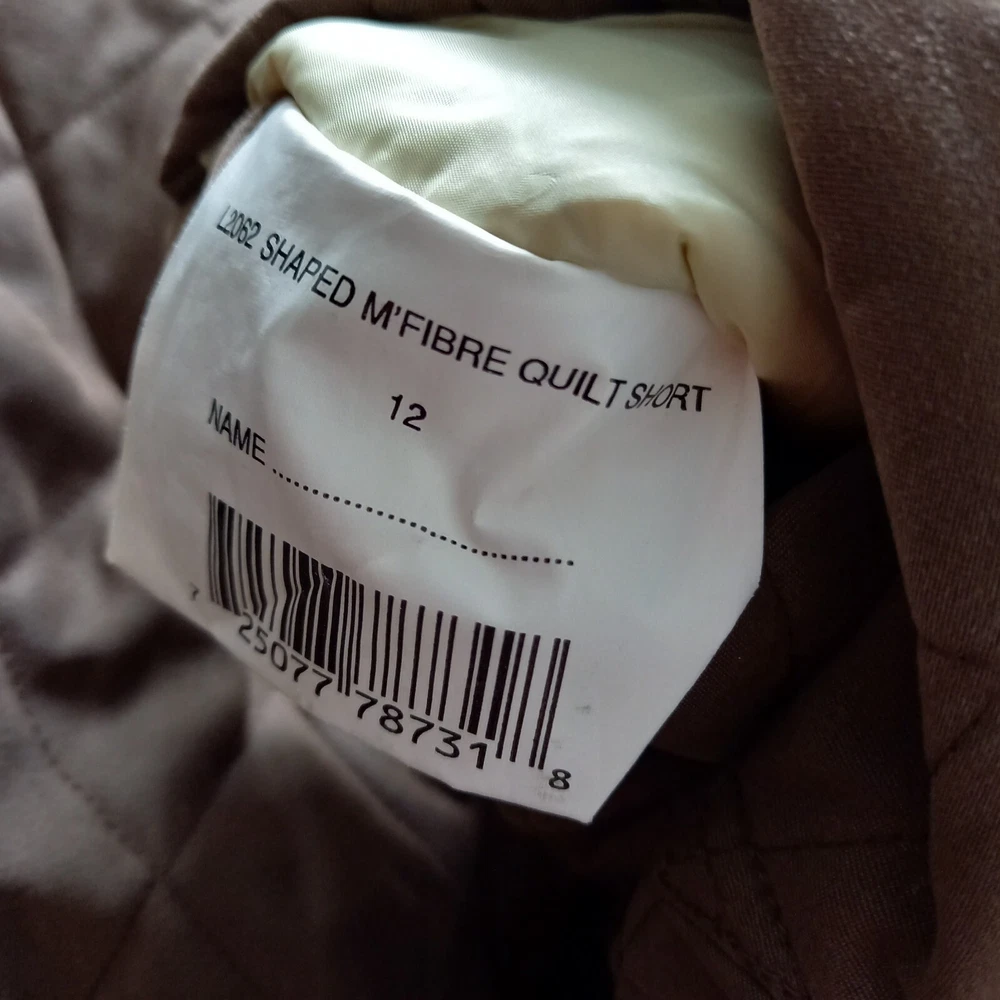 L2062 SHAPED M'FIBRE QUILT SHORT
12
NAME ........................................
7 25077 78731 8